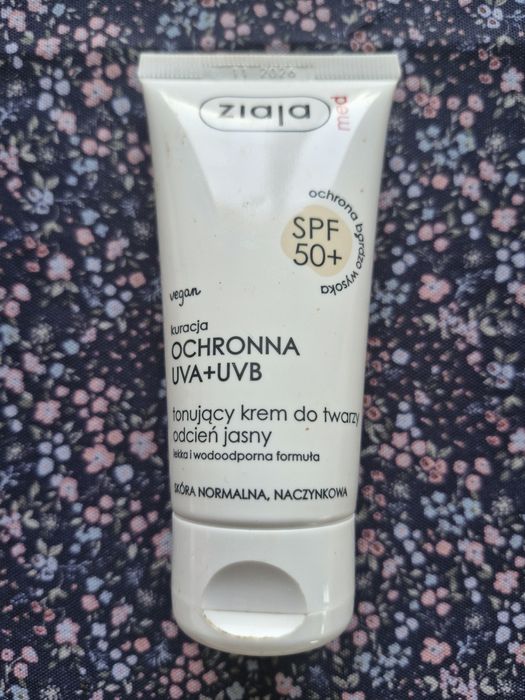 11 2026
ziaja
med
ochrona bardzo wysoka
SPF
50+
vegan
kuracja
OCHRONNA
UVA+UVB
tonujący krem do twarzy
odcień jasny
lekka i wodoodporna formuła
SKÓRA NORMALNA, NACZYNKOWA